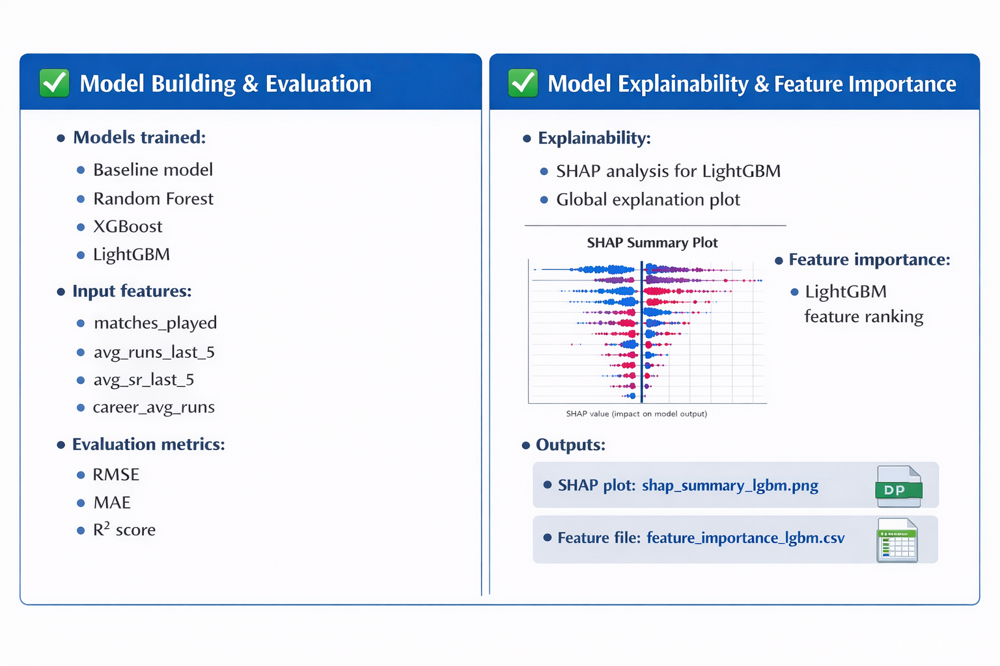 Model Building & Evaluation
• Models trained:
• Baseline model
• Random Forest
• XGBoost
• LightGBM
• Input features:
• matches_played
• avg_runs_last_5
• avg_sr_last_5
• career_avg_runs
• Evaluation metrics:
• RMSE
• MAE
• R² score
Model Explainability & Feature Importance
• Explainability:
• SHAP analysis for LightGBM
• Global explanation plot
SHAP Summary Plot
SHAP value (impact on model output)
• Feature importance:
• LightGBM
feature ranking
• Outputs:
• SHAP plot: shap_summary_lgbm.png
DP
• Feature file: feature_importance_lgbm.csv